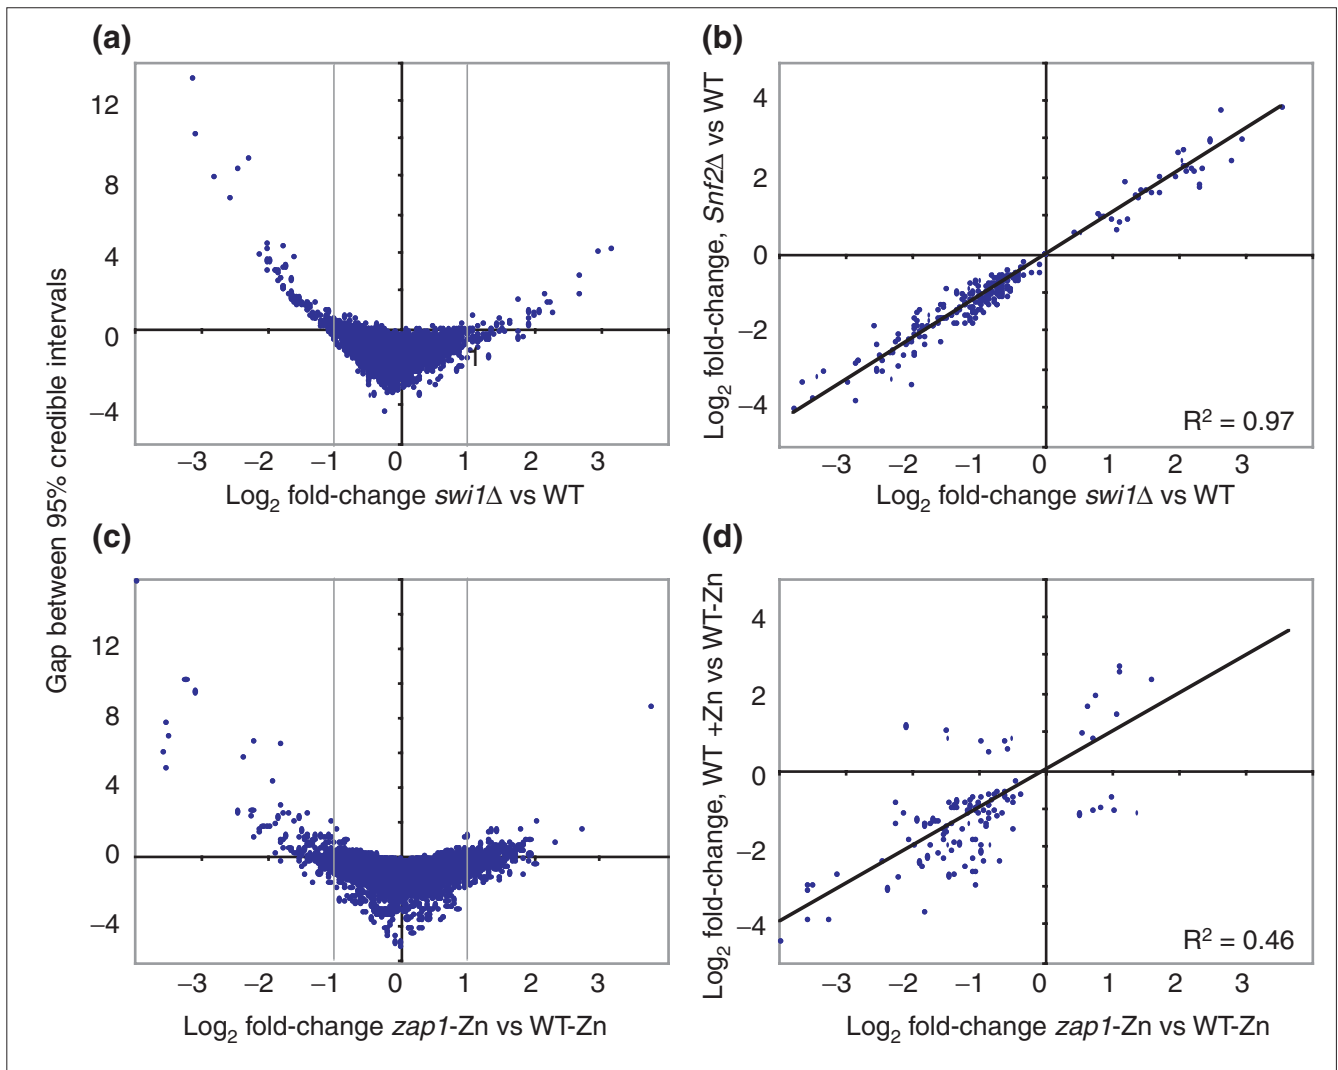 (a)
(b)
Gap between 95% credible intervals
12
8
4
0
−4
−3 −2 −1 0 1 2 3
Log2 fold-change swi1Δ vs WT
Log2 fold-change, Snf2Δ vs WT
4
2
0
−2
−4
R2 = 0.97
−3 −2 −1 0 1 2 3
Log2 fold-change swi1Δ vs WT
(c)
(d)
12
8
4
0
−4
−3 −2 −1 0 1 2 3
Log2 fold-change zap1-Zn vs WT-Zn
Log2 fold-change, WT +Zn vs WT-Zn
4
2
0
−2
−4
R2 = 0.46
−3 −2 −1 0 1 2 3
Log2 fold-change zap1-Zn vs WT-Zn